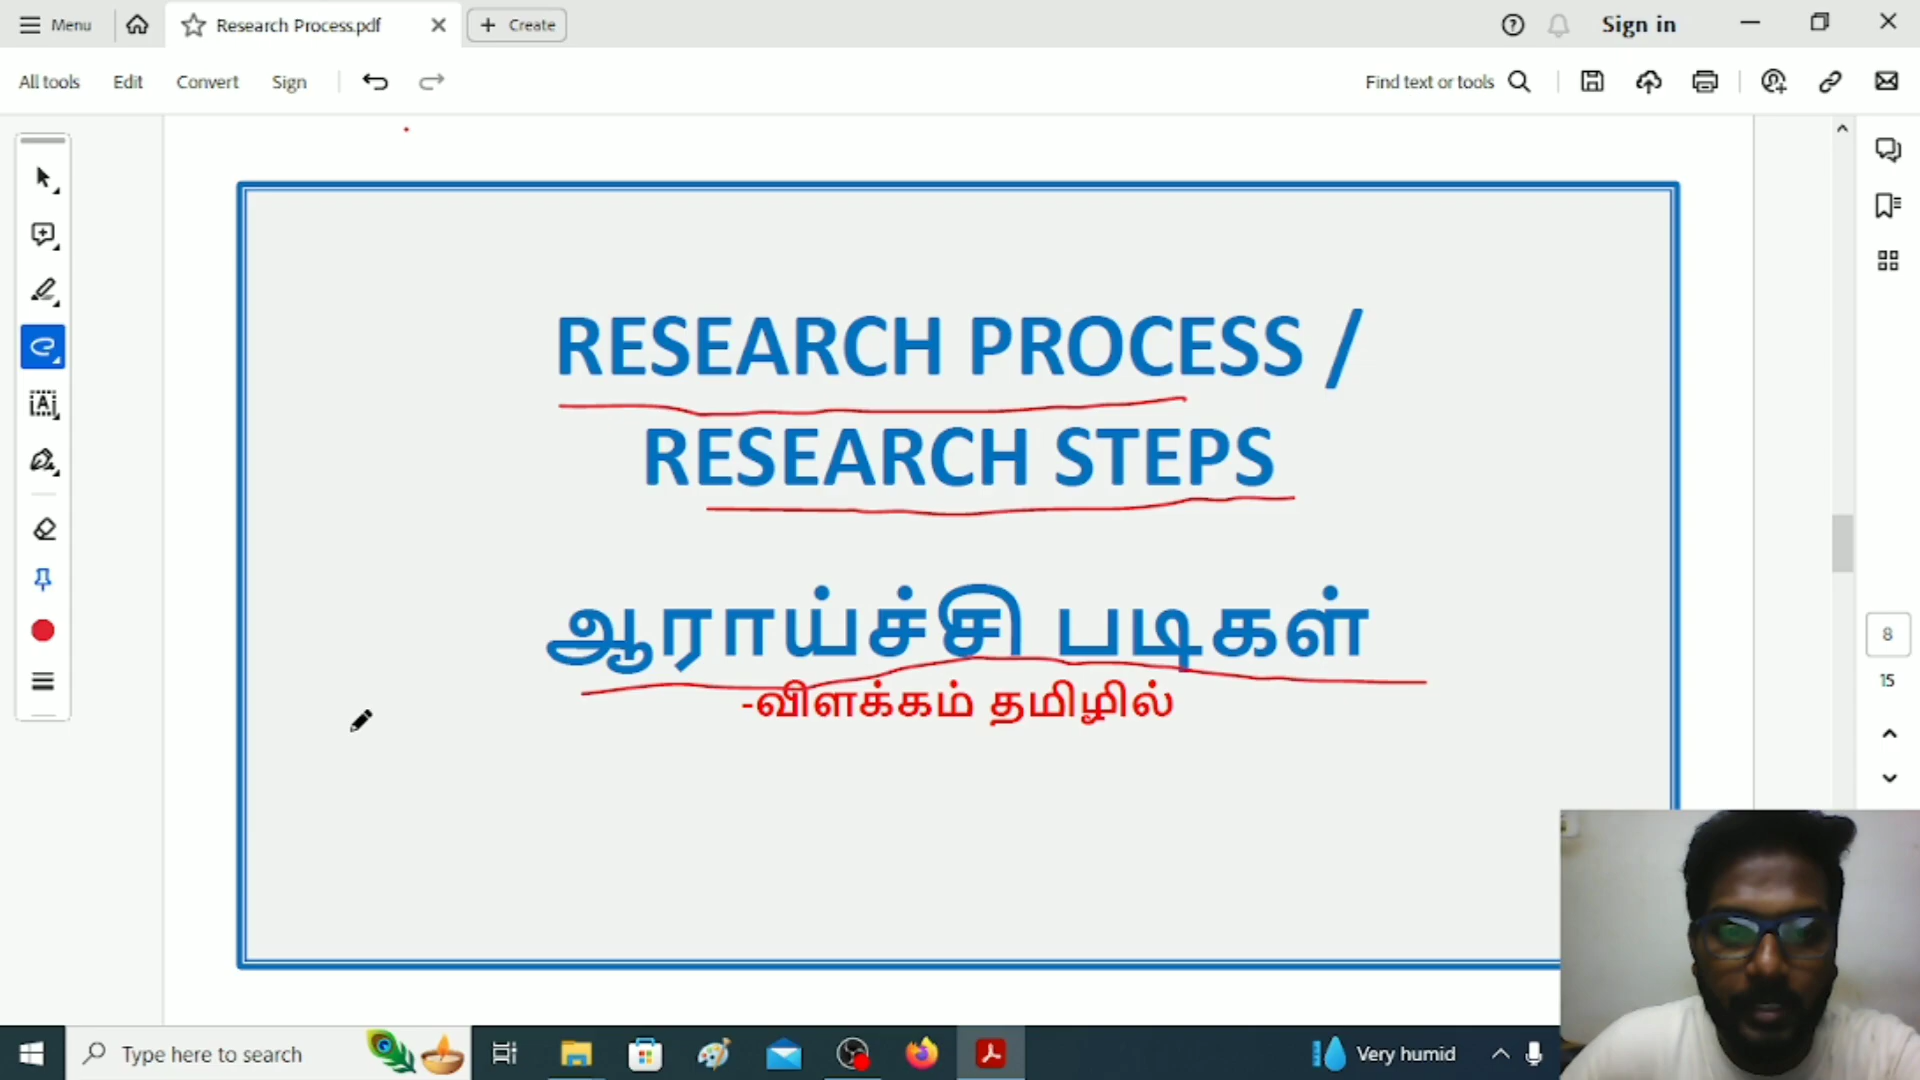 Menu
Research Process.pdf
Create
Sign in
All tools
Edit
Convert
Sign
Find text or tools
RESEARCH PROCESS /
RESEARCH STEPS
ஆராய்ச்சி படிகள்
-விளக்கம் தமிழில்
8
15
Type here to search
Very humid